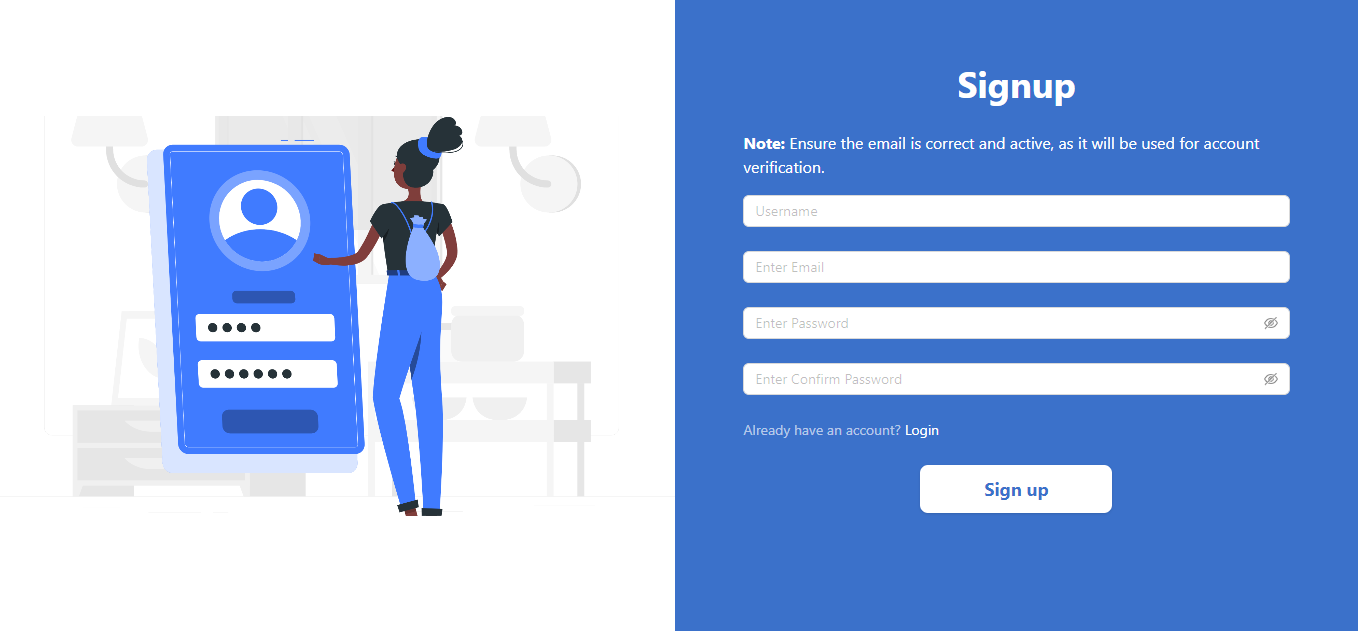 Signup
Note: Ensure the email is correct and active, as it will be used for account
verification.
Username
Enter Email
Enter Password
Enter Confirm Password
Already have an account? Login
Sign up